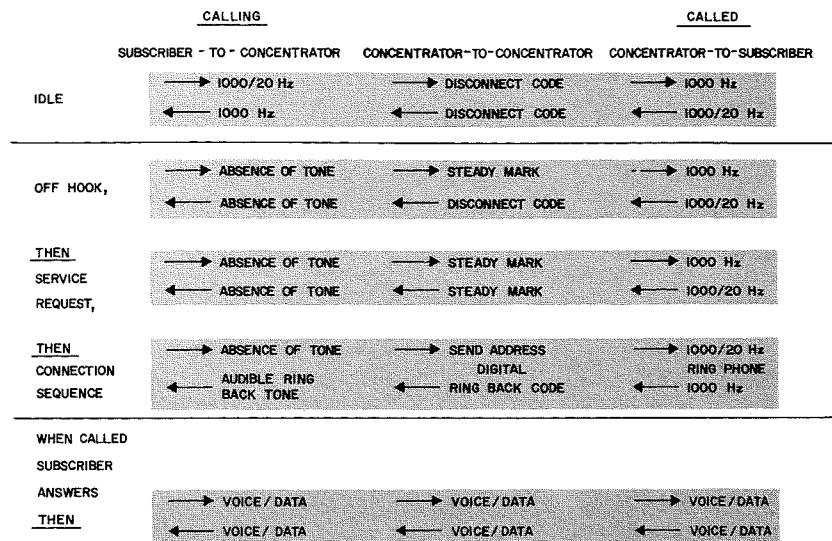 CALLING CALLED
SUBSCRIBER - TO - CONCENTRATOR CONCENTRATOR-TO-CONCENTRATOR CONCENTRATOR-TO-SUBSCRIBER
IDLE
→ 1000/20 Hz → DISCONNECT CODE → 1000 Hz
← 1000 Hz ← DISCONNECT CODE ← 1000/20 Hz
OFF HOOK,
→ ABSENCE OF TONE → STEADY MARK → 1000 Hz
← ABSENCE OF TONE ← DISCONNECT CODE ← 1000/20 Hz
THEN
SERVICE
REQUEST,
→ ABSENCE OF TONE → STEADY MARK → 1000 Hz
← ABSENCE OF TONE ← STEADY MARK ← 1000/20 Hz
THEN
CONNECTION
SEQUENCE
→ ABSENCE OF TONE → SEND ADDRESS → 1000/20 Hz
DIGITAL RING PHONE
← AUDIBLE RING ← RING BACK CODE ← 1000 Hz
BACK TONE
WHEN CALLED
SUBSCRIBER
ANSWERS
THEN
→ VOICE / DATA → VOICE / DATA → VOICE / DATA
← VOICE / DATA ← VOICE / DATA ← VOICE / DATA